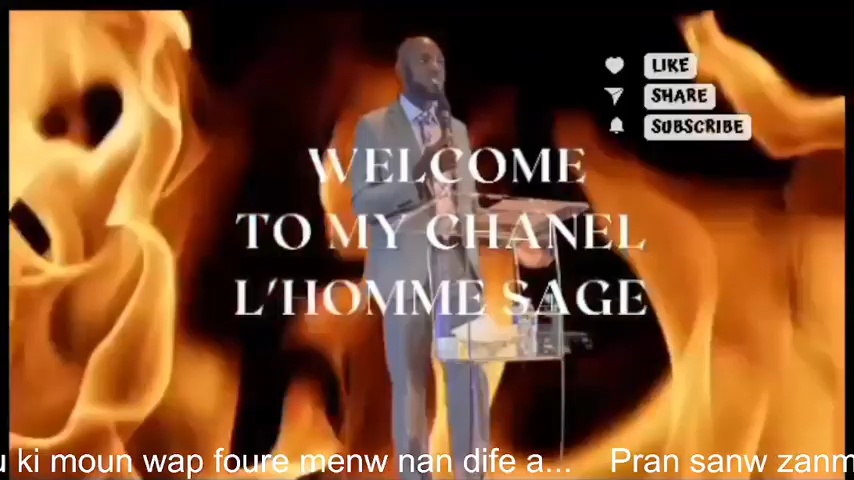 LIKE
SHARE
SUBSCRIBE
WELCOME
TO MY CHANEL
L'HOMME SAGE
ki moun wap foure menw nan dife a... Pran sanw